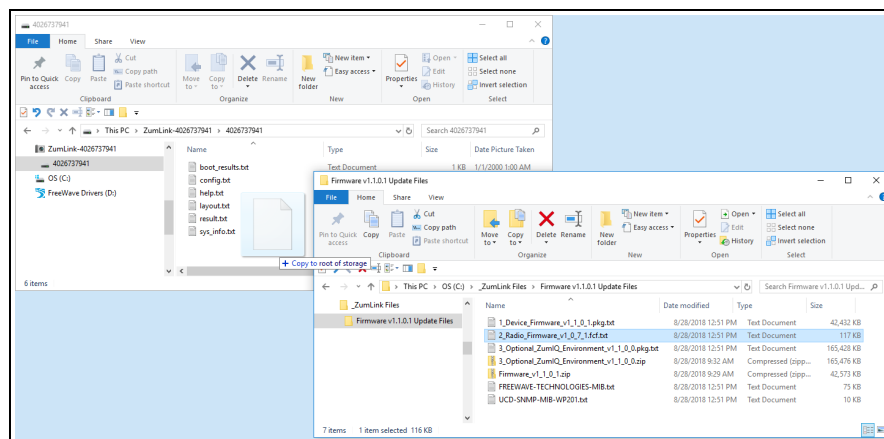 4026737941
File Home Share View
Pin to Quick access
Copy
Paste
Cut
Copy path
Paste shortcut
Clipboard
Move to
Copy to
Delete
Rename
Organize
New folder
New item
Easy access
New
Properties
Open
Edit
History
Open
Select all
Select none
Invert selection
Select
This PC > ZumLink-4026737941 > 4026737941
Search 4026737941
ZumLink-4026737941
4026737941
OS (C:)
FreeWave Drivers (D:)
Name Type Size Date Picture Taken
boot_results.txt Text Document 1 KB 1/1/2000 1:00 AM
config.txt
help.txt
layout.txt
result.txt
sys_info.txt
+ Copy to root of storage
6 items
Firmware v1.1.0.1 Update Files
File Home Share View
Pin to Quick access
Copy
Paste
Cut
Copy path
Paste shortcut
Clipboard
Move to
Copy to
Delete
Rename
Organize
New folder
New item
Easy access
New
Properties
Open
Edit
History
Open
Select all
Select none
Invert selection
Select
This PC > OS (C:) > _ZumLink Files > Firmware v1.1.0.1 Update Files
Search Firmware v1.1.0.1 Upd...
_ZumLink Files
Firmware v1.1.0.1 Update Files
Name Date modified Type Size
1_Device_Firmware_v1_1_0_1.pkg.txt 8/28/2018 12:51 PM Text Document 42,432 KB
2_Radio_Firmware_v1_0_7_1.fcf.txt 8/28/2018 12:51 PM Text Document 117 KB
3_Optional_ZumIQ_Environment_v1_1_0_0.pkg.txt 8/28/2018 12:51 PM Text Document 165,428 KB
3_Optional_ZumIQ_Environment_v1_1_0_0.zip 8/28/2018 9:32 AM Compressed (zipp... 165,476 KB
Firmware_v1_1_0_1.zip 8/28/2018 9:29 AM Compressed (zipp... 42,573 KB
FREEWAVE-TECHNOLOGIES-MIB.txt 8/28/2018 12:51 PM Text Document 75 KB
UCD-SNMP-MIB-WP201.txt 8/28/2018 12:51 PM Text Document 10 KB
7 items 1 item selected 116 KB